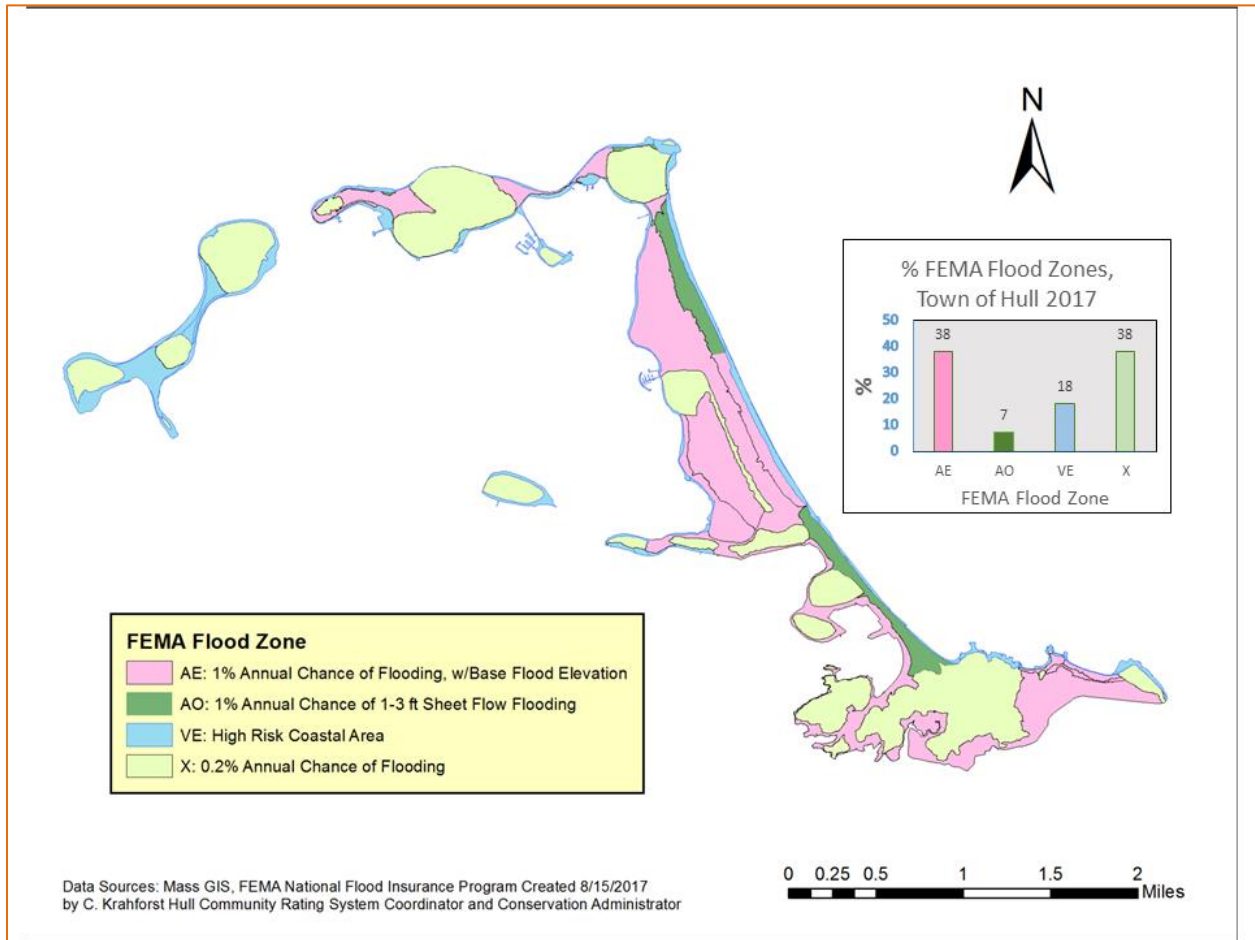 N
% FEMA Flood Zones,
Town of Hull 2017
50
40
30
20
10
0
%
38
7
18
38
AE
AO
VE
X
FEMA Flood Zone
FEMA Flood Zone
AE: 1% Annual Chance of Flooding, w/Base Flood Elevation
AO: 1% Annual Chance of 1-3 ft Sheet Flow Flooding
VE: High Risk Coastal Area
X: 0.2% Annual Chance of Flooding
Data Sources: Mass GIS, FEMA National Flood Insurance Program Created 8/15/2017
by C. Krahforst Hull Community Rating System Coordinator and Conservation Administrator
0 0.25 0.5 1 1.5 2
Miles